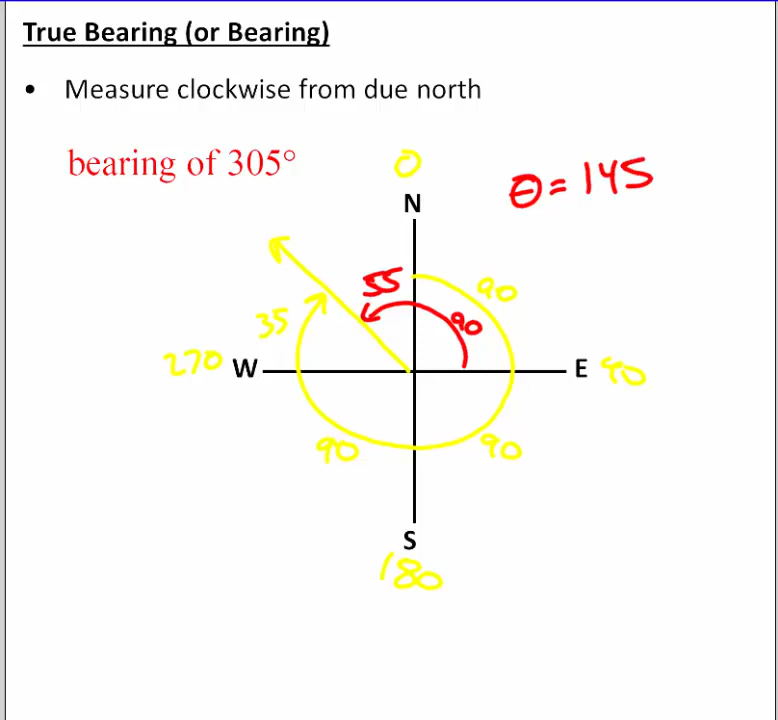 True Bearing (or Bearing)
• Measure clockwise from due north
bearing of 305°
0
θ = 145
N
55
90
90
35
270
W
E
90
90
90
S
180